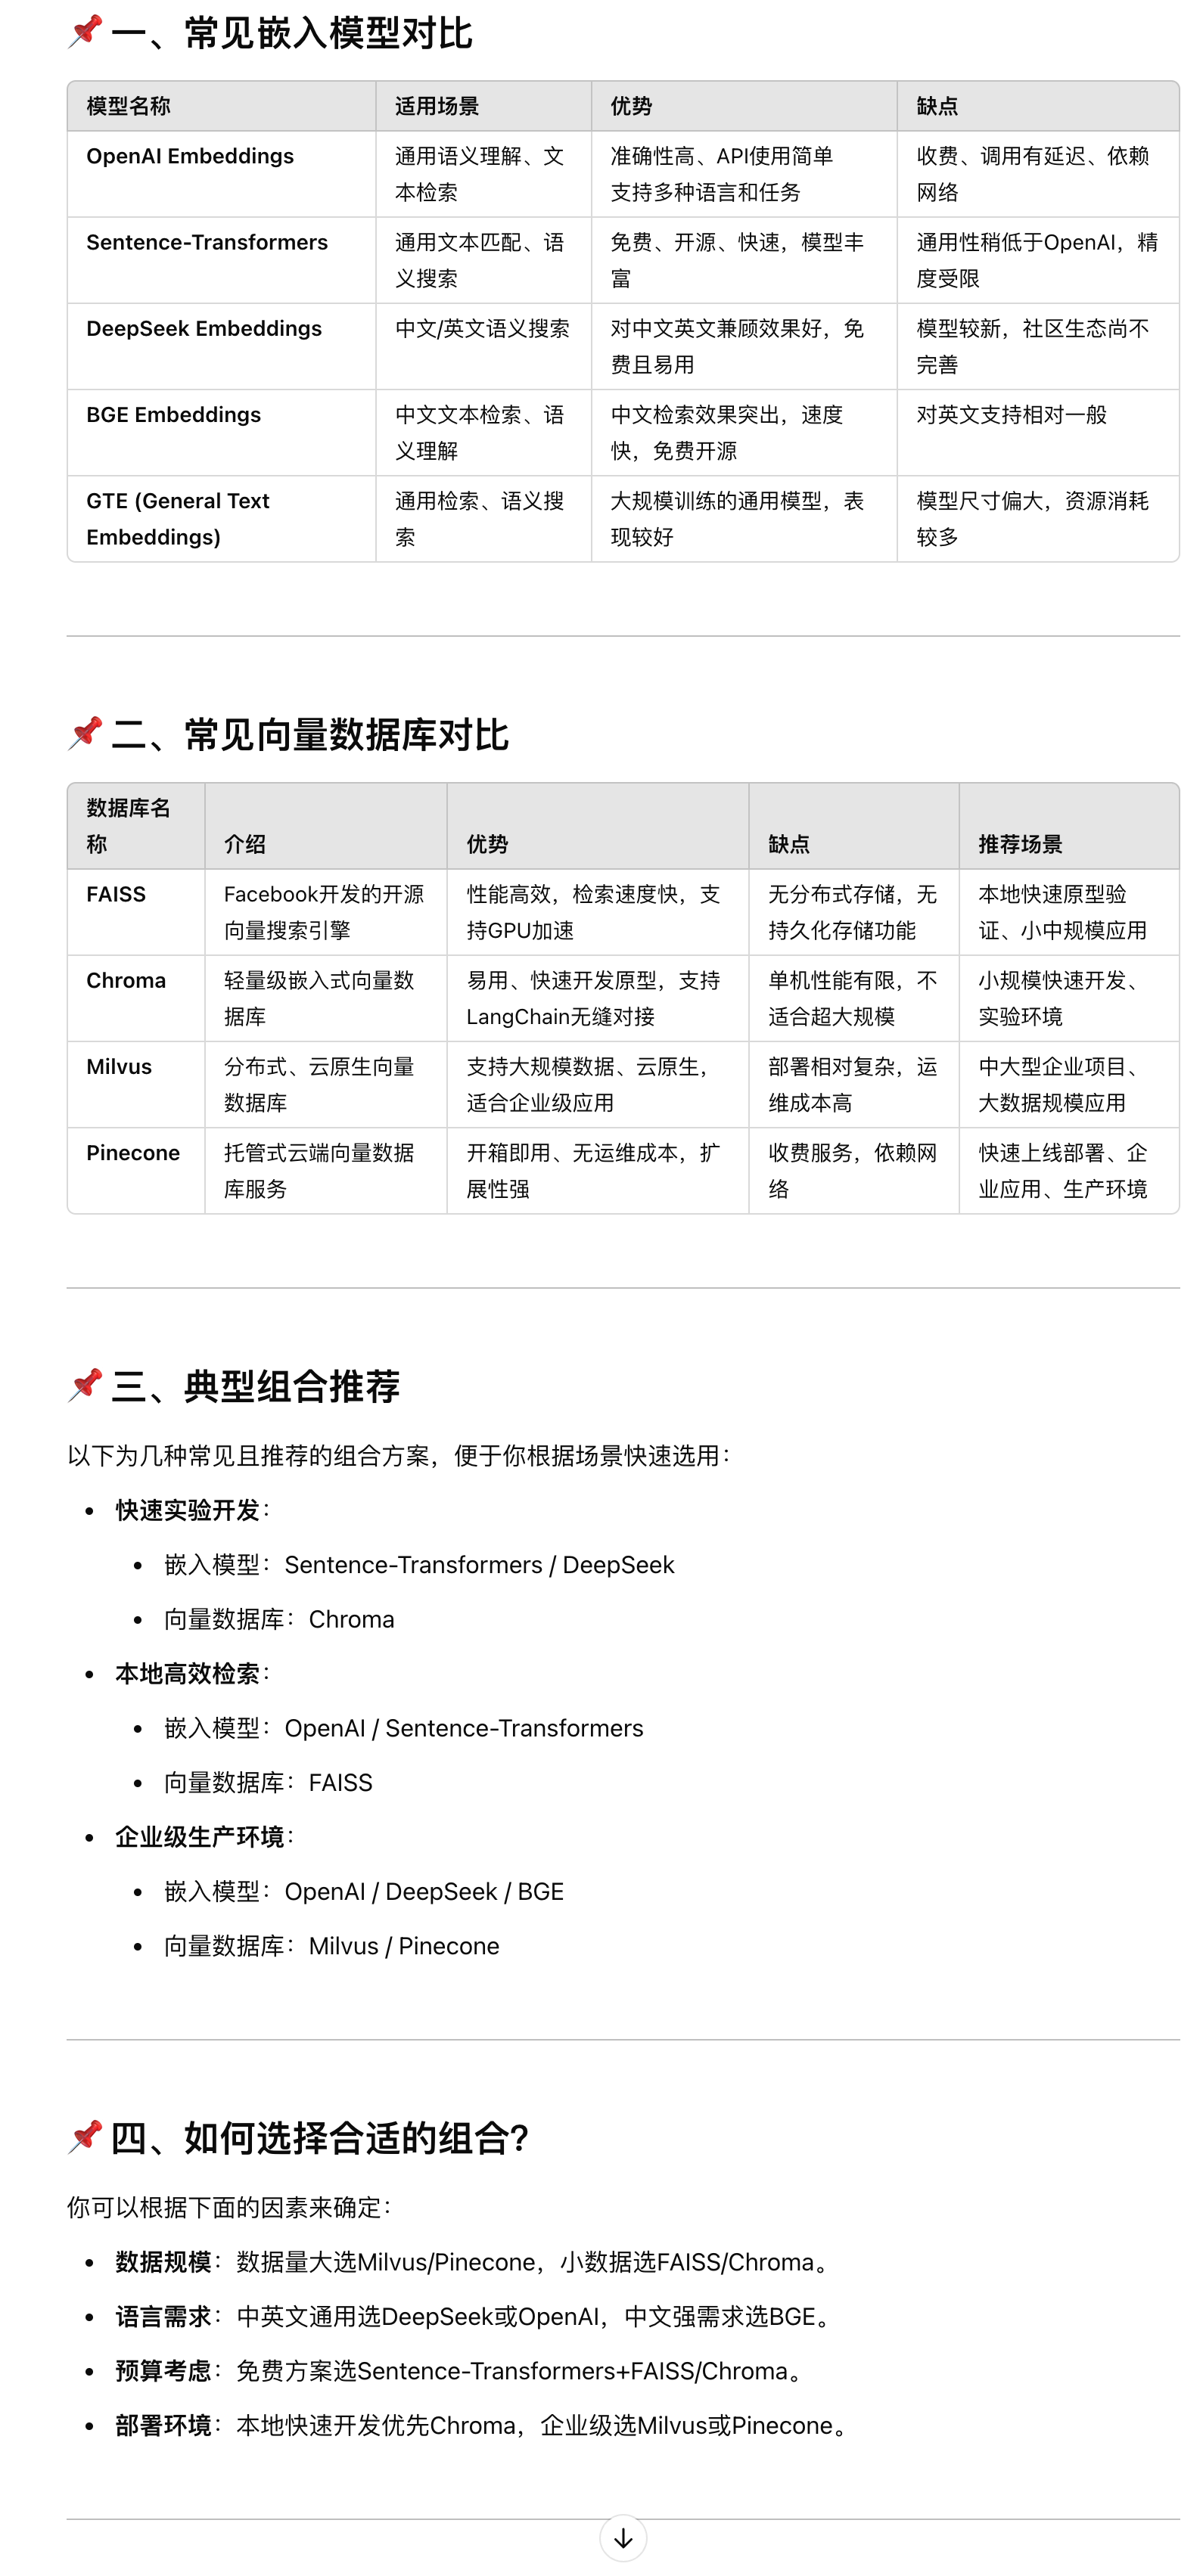 📌 一、常见嵌入模型对比
模型名称 适用场景 优势 缺点
OpenAI Embeddings 通用语义理解、文 准确性高、API使用简单 收费、调用有延迟、依赖
本检索 支持多种语言和任务 网络
Sentence-Transformers 通用文本匹配、语 免费、开源、快速，模型丰 通用性稍低于OpenAI，精
义搜索 富 度受限
DeepSeek Embeddings 中文/英文语义搜索 对中文英文兼顾效果好，免 模型较新，社区生态尚不
费且易用 完善
BGE Embeddings 中文文本检索、语 中文检索效果突出，速度 对英文支持相对一般
义理解 快，免费开源
GTE (General Text 通用检索、语义搜 大规模训练的通用模型，表 模型尺寸偏大，资源消耗
Embeddings) 索 现较好 较多
📌 二、常见向量数据库对比
数据库名
称 介绍 优势 缺点 推荐场景
FAISS Facebook开发的开源 性能高效，检索速度快，支 无分布式存储，无 本地快速原型验
向量搜索引擎 持GPU加速 持久化存储功能 证、小中规模应用
Chroma 轻量级嵌入式向量数 易用、快速开发原型，支持 单机性能有限，不 小规模快速开发、
据库 LangChain无缝对接 适合超大规模 实验环境
Milvus 分布式、云原生向量 支持大规模数据、云原生， 部署相对复杂，运 中大型企业项目、
数据库 适合企业级应用 维成本高 大数据规模应用
Pinecone 托管式云端向量数据 开箱即用、无运维成本，扩 收费服务，依赖网 快速上线部署、企
库服务 展性强 络 业应用、生产环境
📌 三、典型组合推荐
以下为几种常见且推荐的组合方案，便于你根据场景快速选用：
• 快速实验开发：
• 嵌入模型：Sentence-Transformers / DeepSeek
• 向量数据库：Chroma
• 本地高效检索：
• 嵌入模型：OpenAI / Sentence-Transformers
• 向量数据库：FAISS
• 企业级生产环境：
• 嵌入模型：OpenAI / DeepSeek / BGE
• 向量数据库：Milvus / Pinecone
📌 四、如何选择合适的组合？
你可以根据下面的因素来确定：
• 数据规模：数据量大选Milvus/Pinecone，小数据选FAISS/Chroma。
• 语言需求：中英文通用选DeepSeek或OpenAI，中文强需求选BGE。
• 预算考虑：免费方案选Sentence-Transformers+FAISS/Chroma。
• 部署环境：本地快速开发优先Chroma，企业级选Milvus或Pinecone。